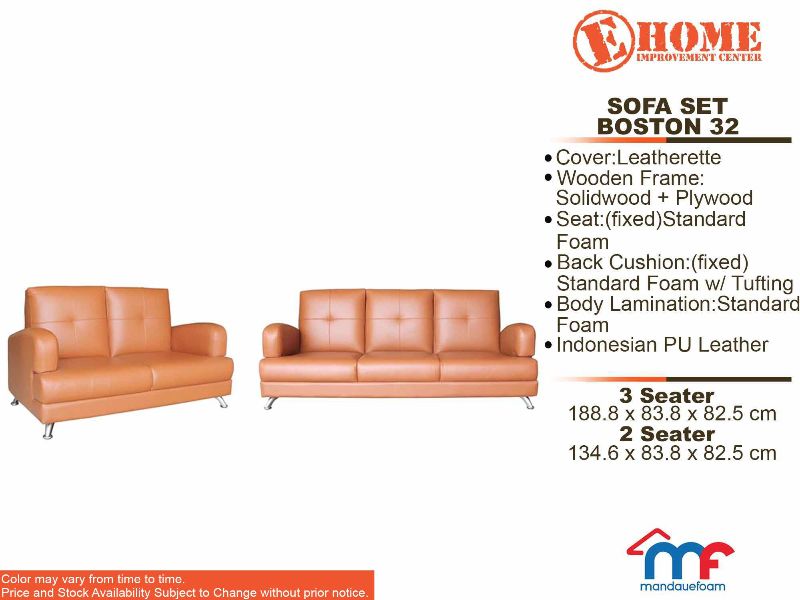 E HOME
IMPROVEMENT CENTER
SOFA SET
BOSTON 32
•Cover:Leatherette
•Wooden Frame:
Solidwood + Plywood
•Seat:(fixed)Standard
Foam
•Back Cushion:(fixed)
Standard Foam w/ Tufting
•Body Lamination:Standard
Foam
•Indonesian PU Leather
3 Seater
188.8 x 83.8 x 82.5 cm
2 Seater
134.6 x 83.8 x 82.5 cm
mf
mandauefoam
Color may vary from time to time.
Price and Stock Availability Subject to Change without prior notice.